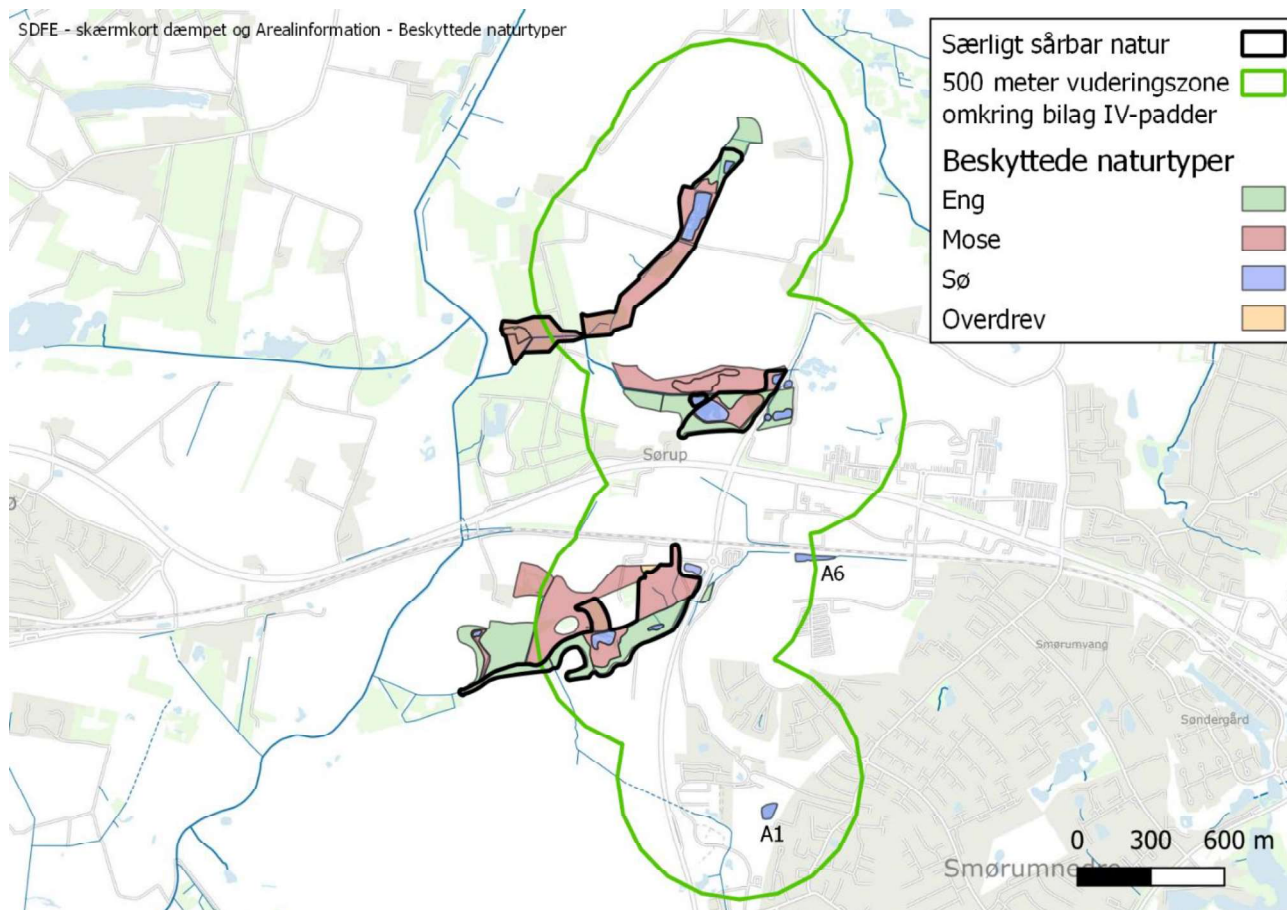 SDFE - skærmkort dæmpet og Arealinformation - Beskyttede naturtyper
Særligt sårbar natur
500 meter vuderingszone
omkring bilag IV-padder
Beskyttede naturtyper
Eng
Mose
Sø
Overdrev
Sørup
Ø
A6
Smørumvang
Søndergård
A1
0 300 600 m
Smørumnedre